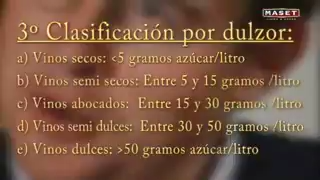 MASET
3º Clasificación por dulzor:
a) Vinos secos: <5 gramos azúcar/litro
b) Vinos semi secos: Entre 5 y 15 gramos /litro
c) Vinos abocados: Entre 15 y 30 gramos /litro
d) Vinos semi dulces: Entre 30 y 50 gramos/litro
e) Vinos dulces: >50 gramos azúcar/litro